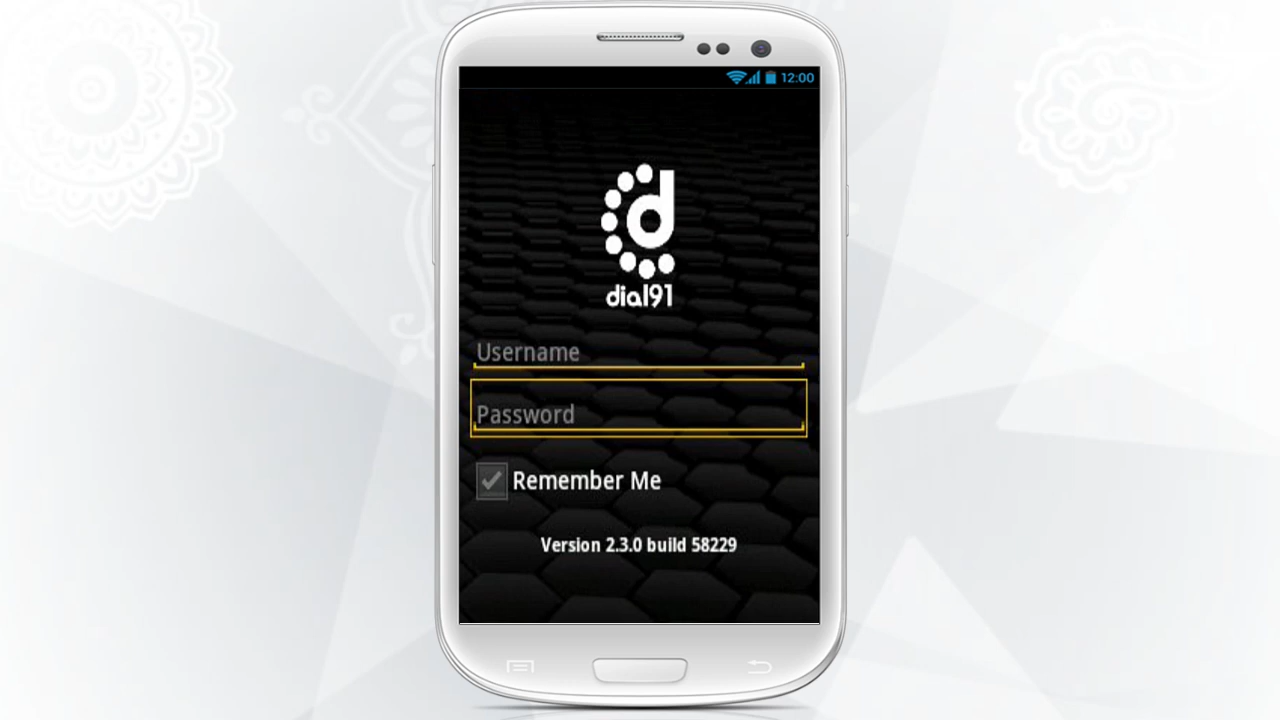 12:00
dial91
Username
Password
Remember Me
Version 2.3.0 build 58229